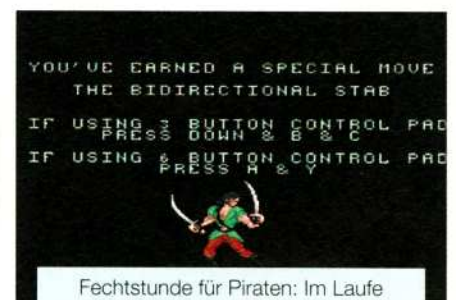 YOU'VE EARNED A SPECIAL MOVE
THE BIDIRECTIONAL STAB
IF USING 3 BUTTON CONTROL PAD
PRESS DOWN & B & C
IF USING 6 BUTTON CONTROL PAD
PRESS A & Y
Fechtstunde für Piraten: Im Laufe